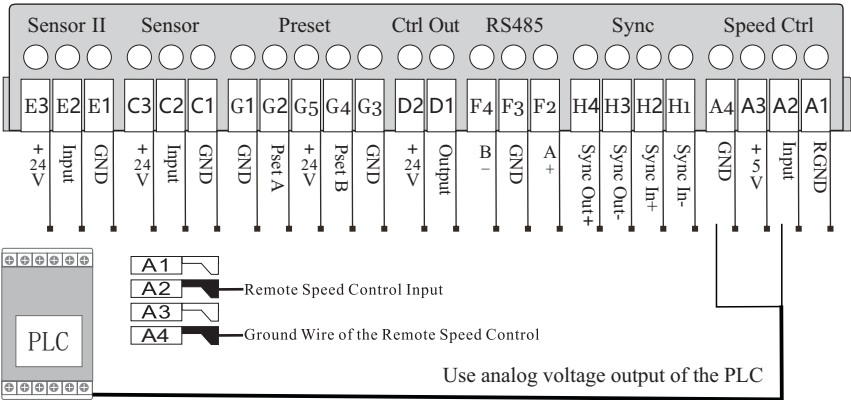 Sensor II Sensor Preset Ctrl Out RS485 Sync Speed Ctrl
E3 E2 E1 C3 C2 C1 G1 G2 G5 G4 G3 D2 D1 F4 F3 F2 H4 H3 H2 H1 A4 A3 A2 A1
+24V Input GND +24V Input GND GND Pset A +24V Pset B GND +24V Output B- GND A+ Sync Out+ Sync Out- Sync In+ Sync In- GND +5V Input RGND
A1
A2 Remote Speed Control Input
A3
A4 Ground Wire of the Remote Speed Control
PLC
Use analog voltage output of the PLC